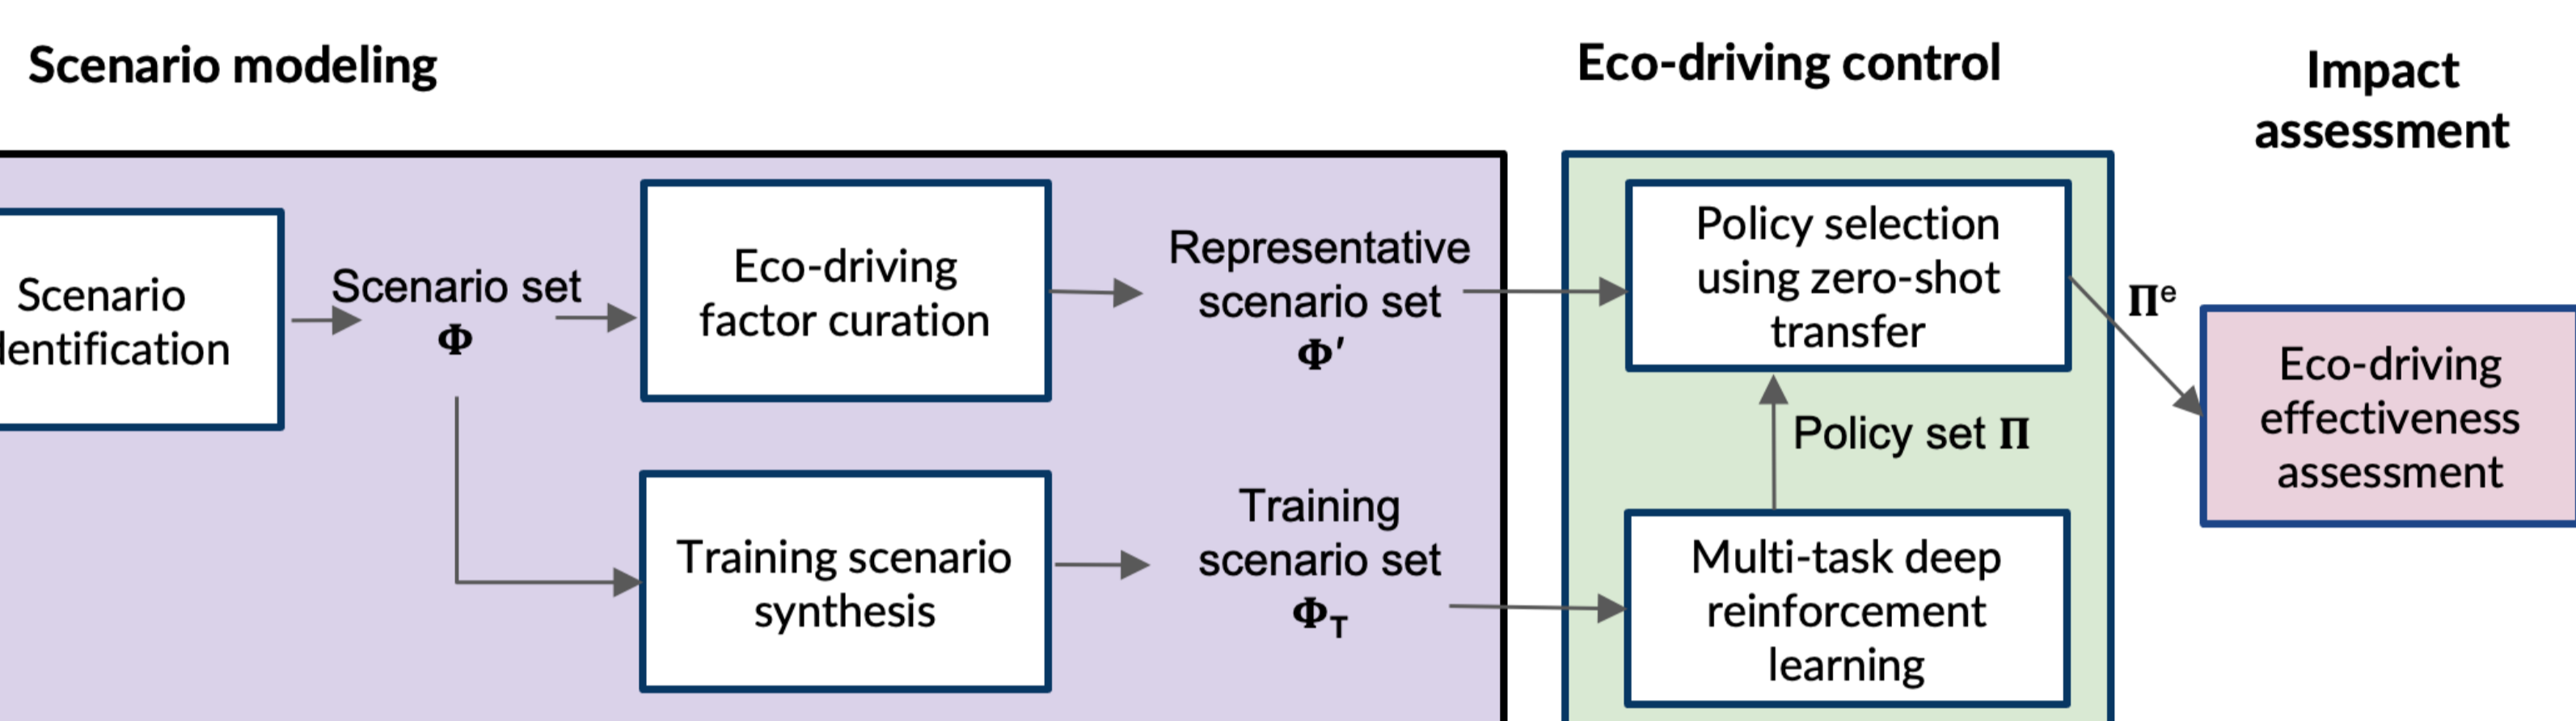 Scenario modeling
Eco-driving control
Impact
assessment
Scenario
dentification
Scenario set
Φ
Eco-driving
factor curation
Representative
scenario set
Φ′
Policy selection
using zero-shot
transfer
Πᵉ
Eco-driving
effectiveness
assessment
Policy set Π
Training scenario
synthesis
Training
scenario set
Φ_T
Multi-task deep
reinforcement
learning